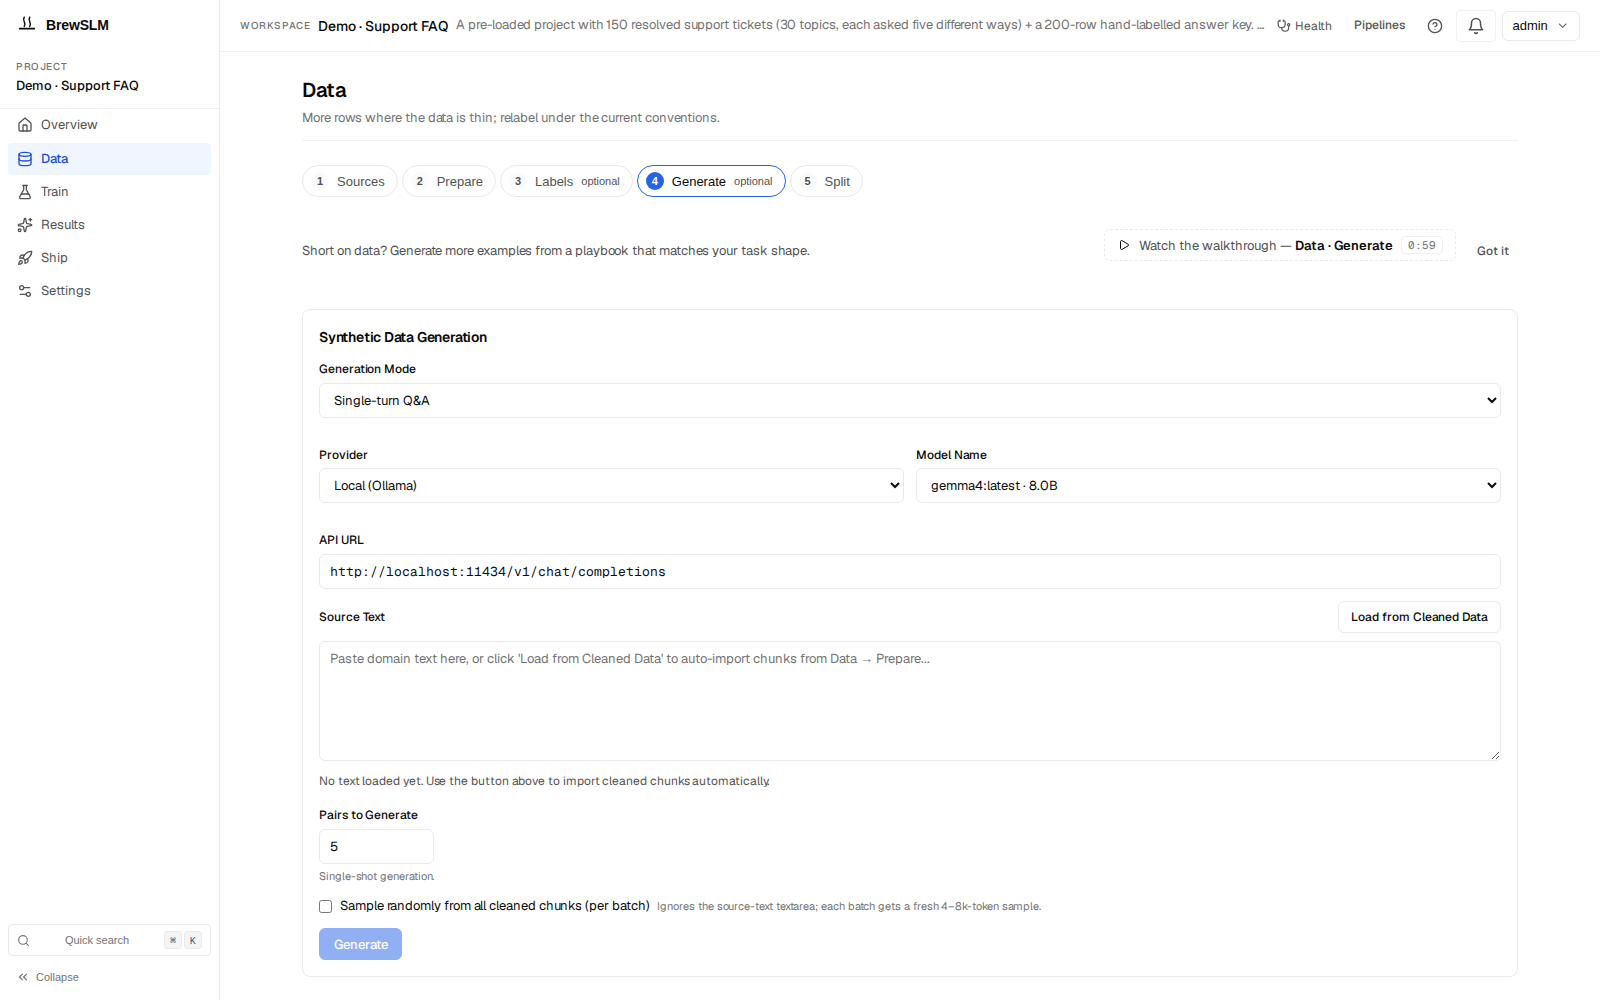 BrewSLM
PROJECT
Demo · Support FAQ
Overview
Data
Train
Results
Ship
Settings
Quick search ⌘ K
Collapse
WORKSPACE Demo · Support FAQ A pre-loaded project with 150 resolved support tickets (30 topics, each asked five different ways) + a 200-row hand-labelled answer key. ... Health Pipelines admin
Data
More rows where the data is thin; relabel under the current conventions.
1 Sources 2 Prepare 3 Labels optional 4 Generate optional 5 Split
Short on data? Generate more examples from a playbook that matches your task shape.
Watch the walkthrough — Data · Generate 0:59 Got it
Synthetic Data Generation
Generation Mode
Single-turn Q&A
Provider Model Name
Local (Ollama) gemma4:latest · 8.0B
API URL
http://localhost:11434/v1/chat/completions
Source Text Load from Cleaned Data
Paste domain text here, or click 'Load from Cleaned Data' to auto-import chunks from Data → Prepare...
No text loaded yet. Use the button above to import cleaned chunks automatically.
Pairs to Generate
5
Single-shot generation.
Sample randomly from all cleaned chunks (per batch) Ignores the source-text textarea; each batch gets a fresh 4–8k-token sample.
Generate